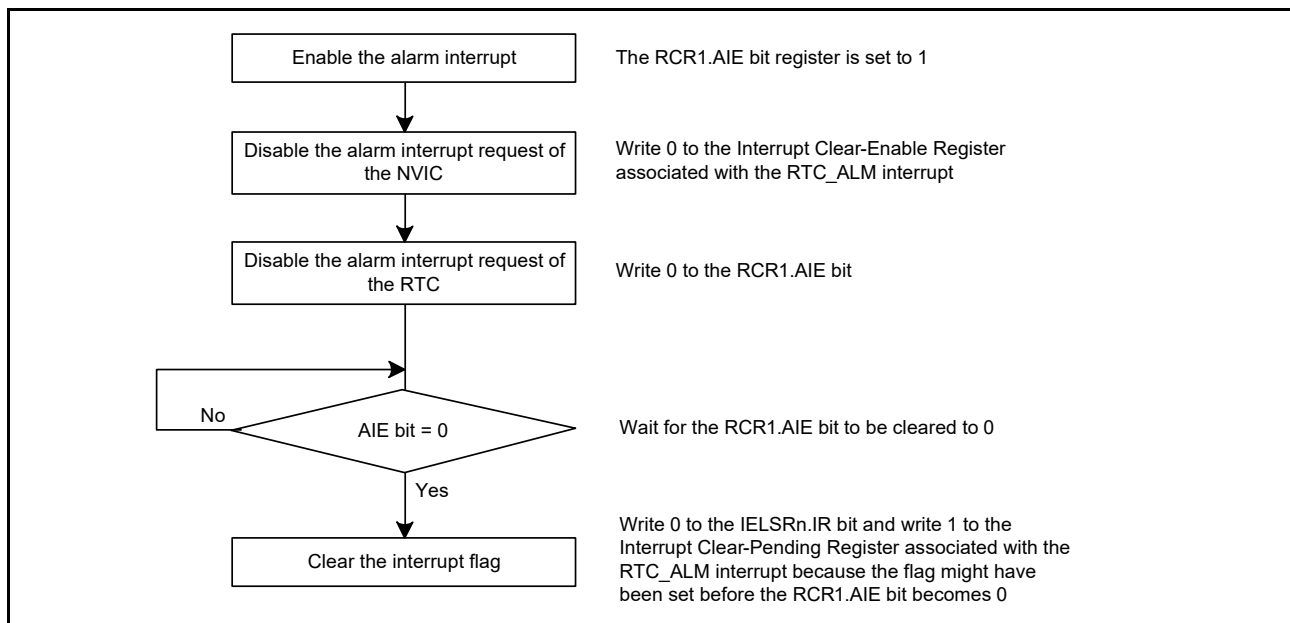 Enable the alarm interrupt
The RCR1.AIE bit register is set to 1
Disable the alarm interrupt request of
the NVIC
Write 0 to the Interrupt Clear-Enable Register
associated with the RTC_ALM interrupt
Disable the alarm interrupt request of
the RTC
Write 0 to the RCR1.AIE bit
No
AIE bit = 0
Wait for the RCR1.AIE bit to be cleared to 0
Yes
Clear the interrupt flag
Write 0 to the IELSRn.IR bit and write 1 to the
Interrupt Clear-Pending Register associated with the
RTC_ALM interrupt because the flag might have
been set before the RCR1.AIE bit becomes 0